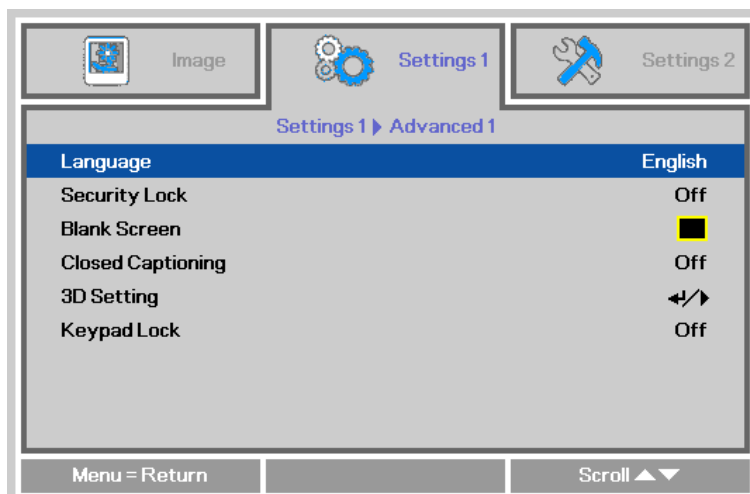 Image Settings 1 Settings 2
Settings 1 ▶ Advanced 1
Language English
Security Lock Off
Blank Screen
Closed Captioning Off
3D Setting ↵/▶
Keypad Lock Off
Menu = Return Scroll ▲▼